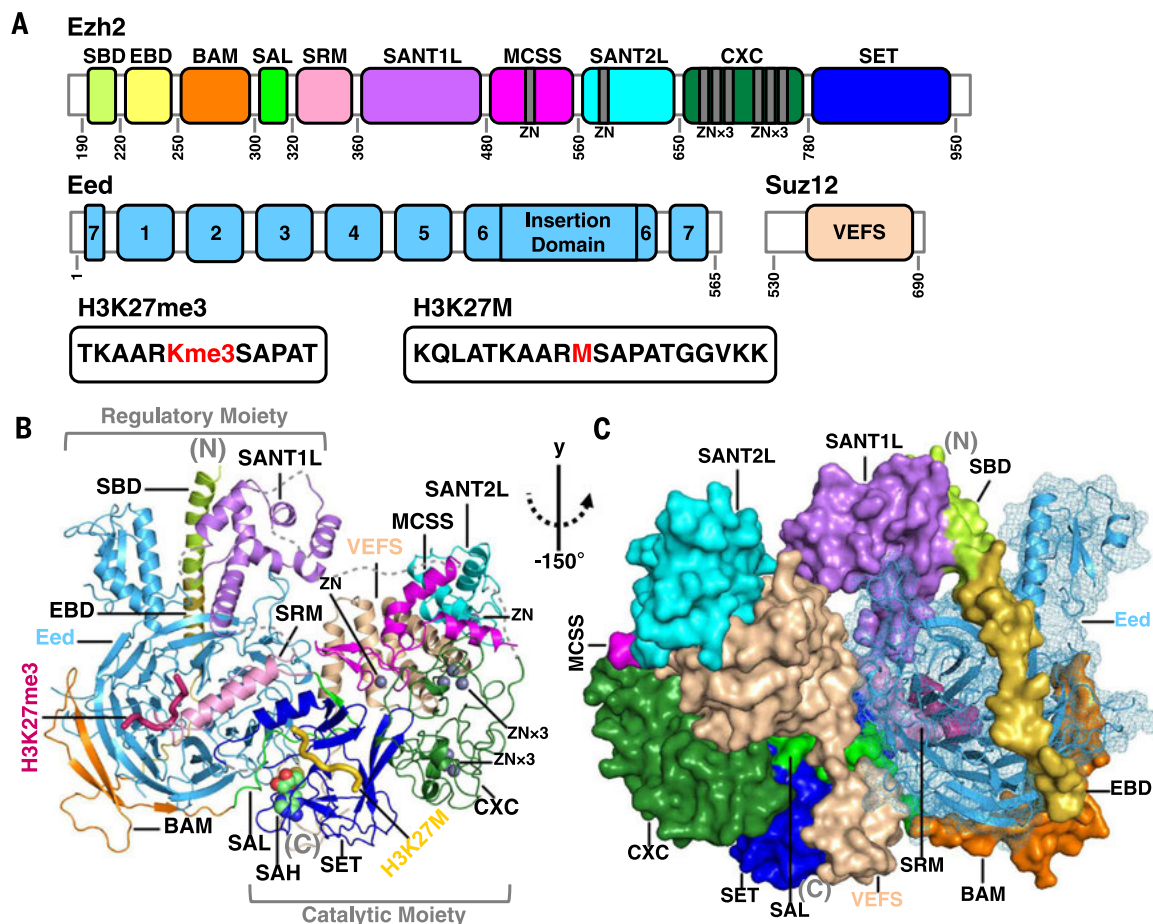 A
Ezh2
SBD EBD BAM SAL SRM SANT1L MCSS SANT2L CXC SET
ZN ZN ZN×3 ZN×3
190 220 250 300 320 360 480 560 650 780 950
Eed
Suz12
7 1 2 3 4 5 6 Insertion Domain 6 7
VEFS
1 565
530 690
H3K27me3
H3K27M
TKAARKme3SAPAT
KQLATKAARMSAPATGGVKK
B
Regulatory Moiety
(N)
SANT1L
SBD
SANT2L
MCSS
VEFS
ZN
ZN
EBD
SRM
Eed
H3K27me3
ZN×3
ZN×3
CXC
BAM
SAL
(C)
SAH
SET
H3K27M
Catalytic Moiety
y
-150°
C
SANT1L
(N)
SANT2L
SBD
Eed
MCSS
EBD
CXC
SRM
SET
(C)
SAL
VEFS
BAM